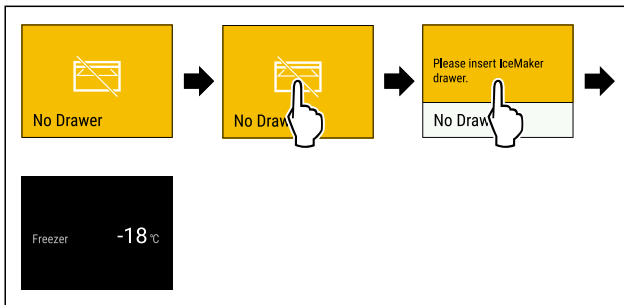 No Drawer
No Draw
Please insert IceMaker
drawer.
No Draw
Freezer -18 °C